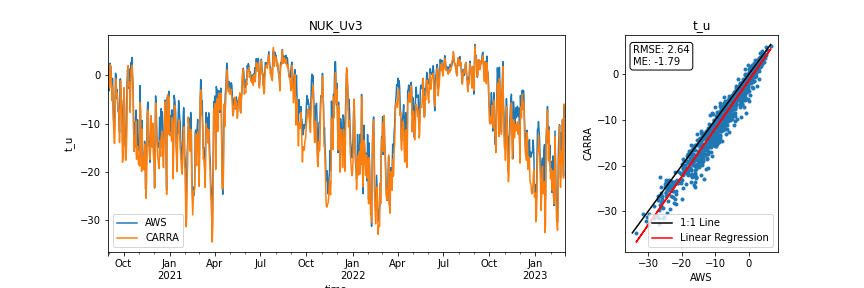 NUK_Uv3
t_u
0
−10
−20
−30
AWS
CARRA
Oct
Jan
2021
Apr
Jul
Oct
Jan
2022
Apr
Jul
Oct
Jan
2023
time
t_u
RMSE: 2.64
ME: -1.79
CARRA
0
−10
−20
−30
1:1 Line
Linear Regression
−30
−20
−10
0
AWS